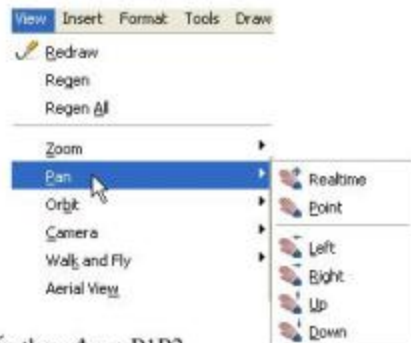 View Insert Format Tools Draw
Redraw
Regen
Regen All
Zoom
Pan
Orbit
Camera
Walk and Fly
Aerial View
Realtime
Point
Left
Right
Up
Down